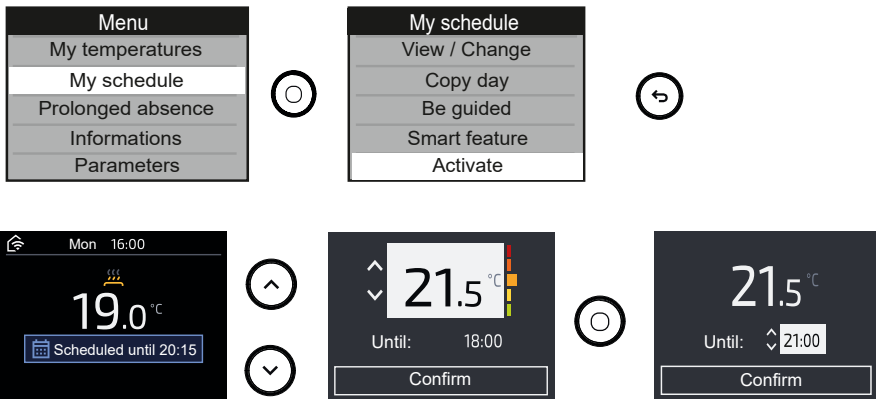 Menu
My temperatures
My schedule
Prolonged absence
Informations
Parameters
My schedule
View / Change
Copy day
Be guided
Smart feature
Activate
Mon 16:00
19.0 °C
Scheduled until 20:15
21.5 °C
Until: 18:00
Confirm
21.5 °C
Until: 21:00
Confirm